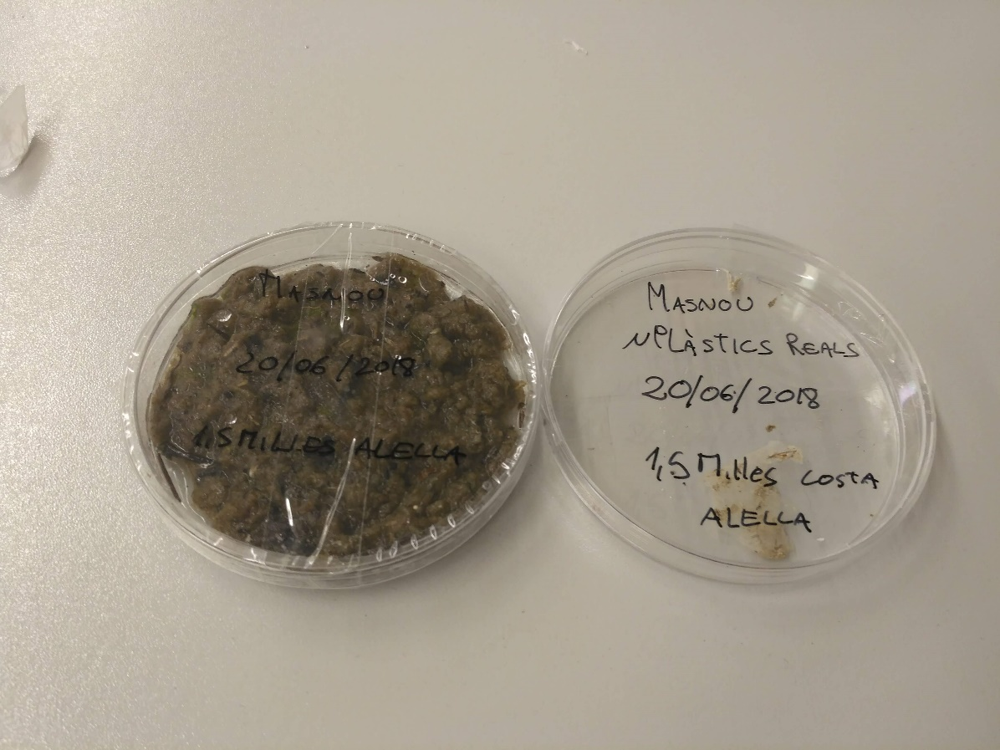 MASNOU
20/06/2018
1,5 MILLES ALELLA
MASNOU
µPLÀSTICS REALS
20/06/2018
1,5 Milles COSTA
ALELLA